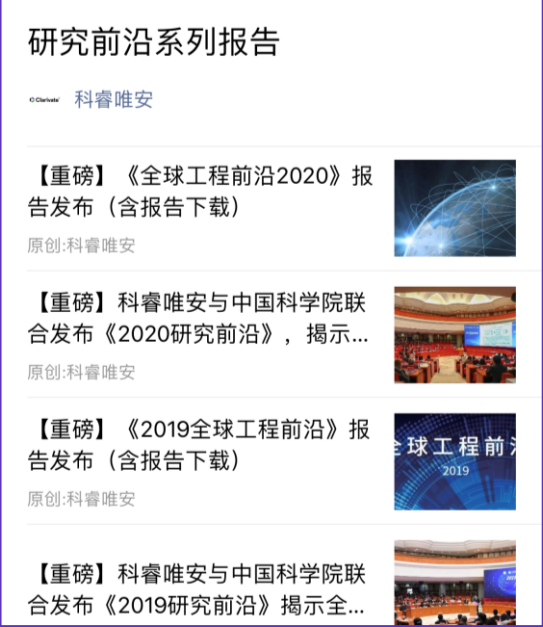 研究前沿系列报告
Clarivate
科睿唯安
【重磅】《全球工程前沿2020》报
告发布（含报告下载）
原创:科睿唯安
【重磅】科睿唯安与中国科学院联
合发布《2020研究前沿》，揭示...
原创:科睿唯安
【重磅】《2019全球工程前沿》报
告发布（含报告下载）
原创:科睿唯安
全球工程前沿
2019
【重磅】科睿唯安与中国科学院联
合发布《2019研究前沿》揭示全...